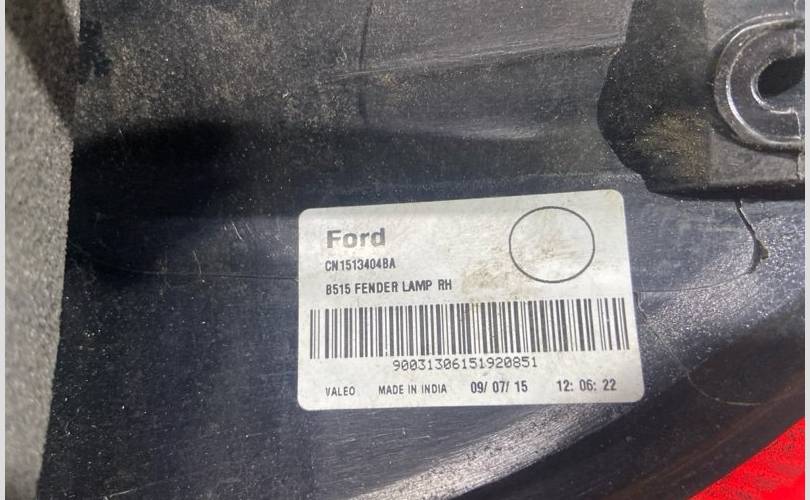 Ford
CN1513404BA
B515 FENDER LAMP RH
90031306151920851
VALEO MADE IN INDIA 09/ 07/ 15 12: 06: 22